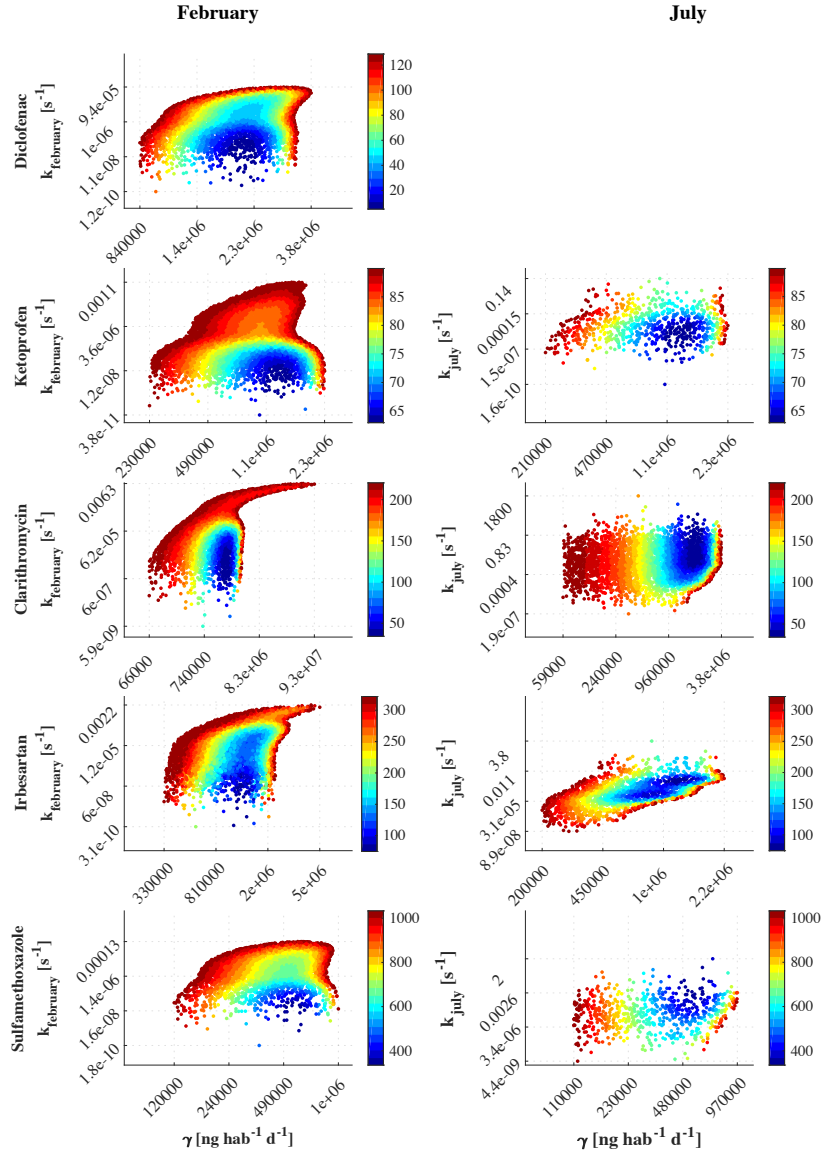 February
July
Diclofenac
k_february [s^-1]
9.4e-05
1e-06
1.1e-08
1.2e-10
840000
1.4e+06
2.3e+06
3.8e+06
120
100
80
60
40
20
Ketoprofen
k_february [s^-1]
0.0011
3.6e-06
1.2e-08
3.8e-11
230000
490000
1.1e+06
2.3e+06
85
80
75
70
65
k_july [s^-1]
0.14
0.00015
1.5e-07
1.6e-10
210000
470000
1.1e+06
2.3e+06
85
80
75
70
65
Clarithromycin
k_february [s^-1]
0.0063
6.2e-05
6e-07
5.9e-09
66000
740000
8.3e+06
9.3e+07
200
150
100
50
k_july [s^-1]
1800
0.83
0.0004
1.9e-07
59000
240000
960000
3.8e+06
200
150
100
50
Irbesartan
k_february [s^-1]
0.0022
1.2e-05
6e-08
3.1e-10
330000
810000
2e+06
5e+06
300
250
200
150
100
k_july [s^-1]
3.8
0.011
3.1e-05
8.9e-08
200000
450000
1e+06
2.2e+06
300
250
200
150
100
Sulfamethoxazole
k_february [s^-1]
0.00013
1.4e-06
1.6e-08
1.8e-10
120000
240000
490000
1e+06
1000
800
600
400
k_july [s^-1]
2
0.0026
3.4e-06
4.4e-09
110000
230000
480000
970000
1000
800
600
400
γ [ng hab^-1 d^-1]
γ [ng hab^-1 d^-1]